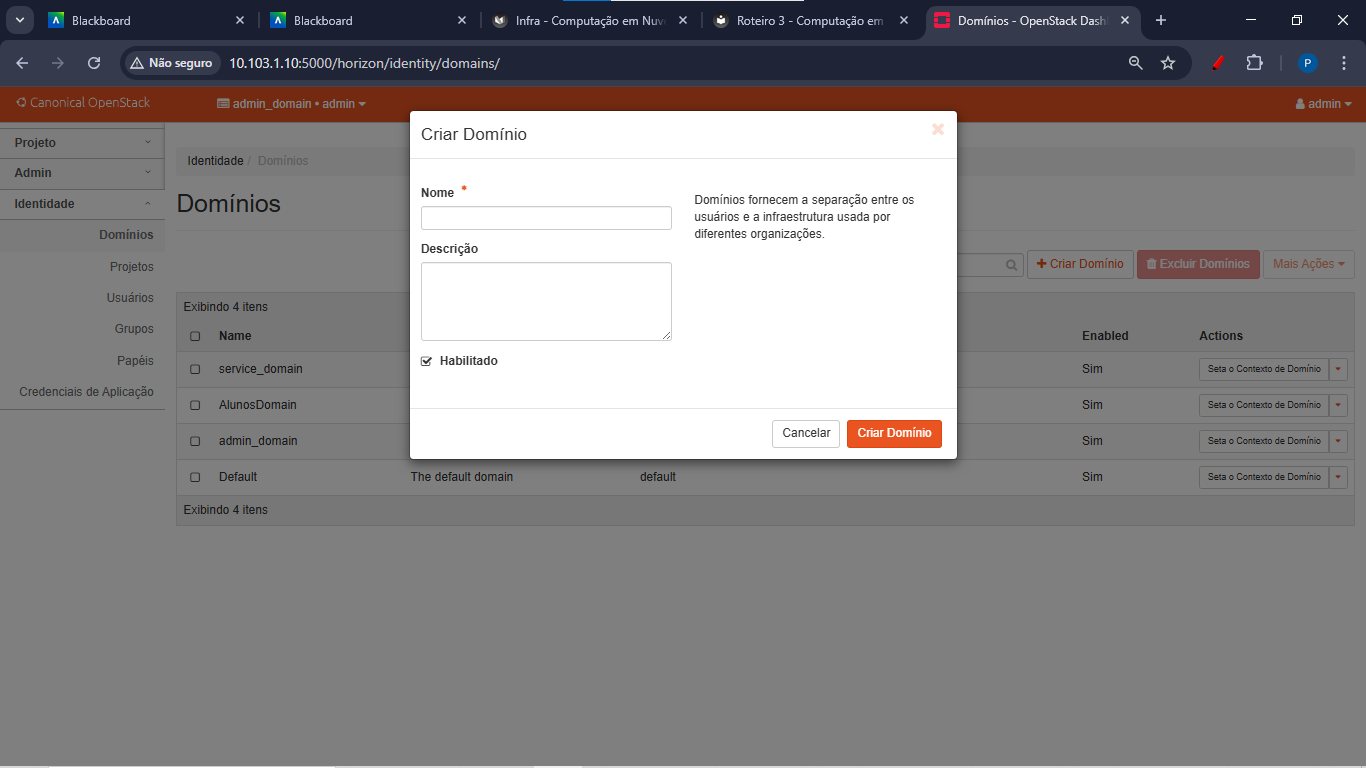 Blackboard
Blackboard
Infra - Computação em Nuve
Roteiro 3 - Computação em
Domínios - OpenStack Dash
Não seguro
10.103.1.10:5000/horizon/identity/domains/
P
Canonical OpenStack
admin_domain • admin
admin
Projeto
Admin
Identidade
Domínios
Projetos
Usuários
Grupos
Papéis
Credenciais de Aplicação
Identidade / Domínios
Domínios
Criar Domínio
Excluir Domínios
Mais Ações
Exibindo 4 itens
Name
Enabled
Actions
service_domain
Sim
Seta o Contexto de Domínio
AlunosDomain
Sim
Seta o Contexto de Domínio
admin_domain
Sim
Seta o Contexto de Domínio
Default
The default domain
default
Sim
Seta o Contexto de Domínio
Exibindo 4 itens
Criar Domínio
Nome *
Descrição
Habilitado
Domínios fornecem a separação entre os
usuários e a infraestrutura usada por
diferentes organizações.
Cancelar
Criar Domínio